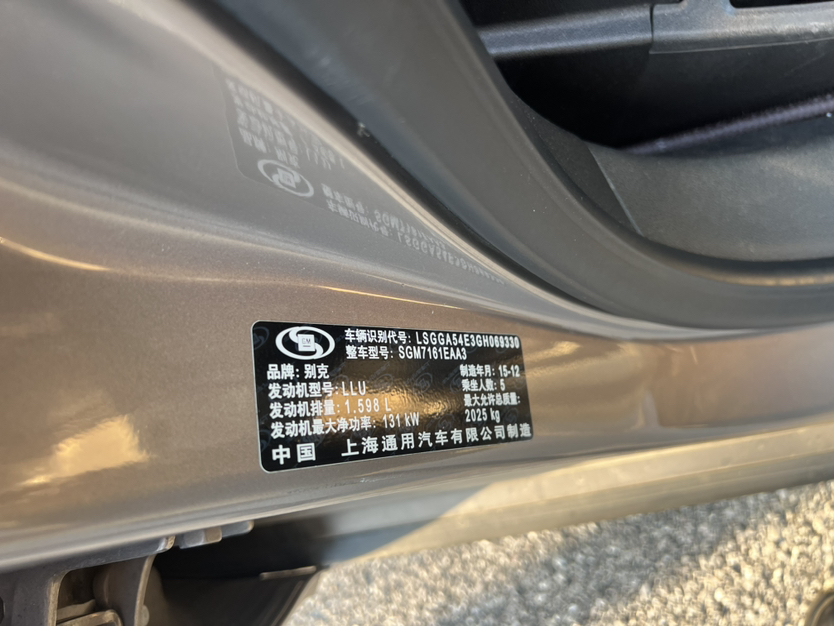 GM
车辆识别代号: LSGGA54E3GH069330
整车型号: SGM7161EAA3
品牌: 别克
制造年月: 15-12
发动机型号: LLU
乘坐人数: 5
发动机排量: 1.598 L
最大允许总质量:
2025 kg
发动机最大净功率: 131 kW
中国 上海通用汽车有限公司制造